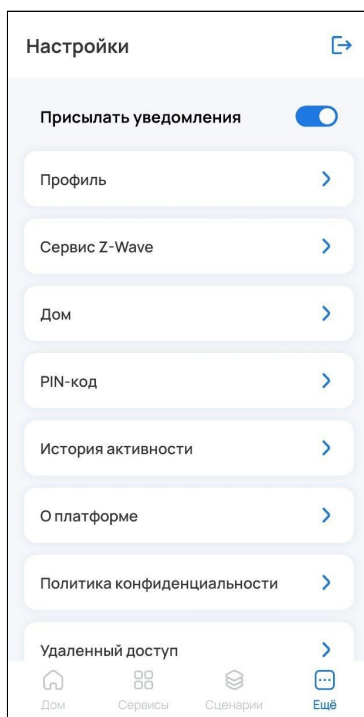 Настройки
Присылать уведомления
Профиль
Сервис Z-Wave
Дом
PIN-код
История активности
О платформе
Политика конфиденциальности
Удаленный доступ
Дом Сервисы Сценарии Ещё